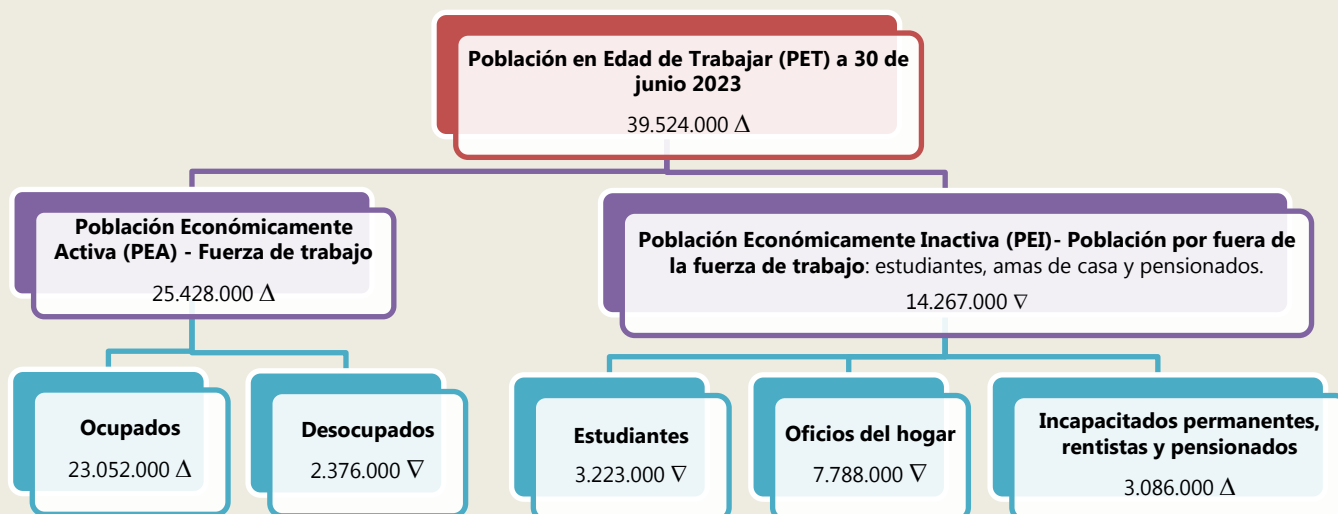 Población en Edad de Trabajar (PET) a 30 de
junio 2023
39.524.000 Δ
Población Económicamente
Activa (PEA) - Fuerza de trabajo
25.428.000 Δ
Población Económicamente Inactiva (PEI)- Población por fuera de
la fuerza de trabajo: estudiantes, amas de casa y pensionados.
14.267.000 ∇
Ocupados
23.052.000 Δ
Desocupados
2.376.000 ∇
Estudiantes
3.223.000 ∇
Oficios del hogar
7.788.000 ∇
Incapacitados permanentes,
rentistas y pensionados
3.086.000 Δ